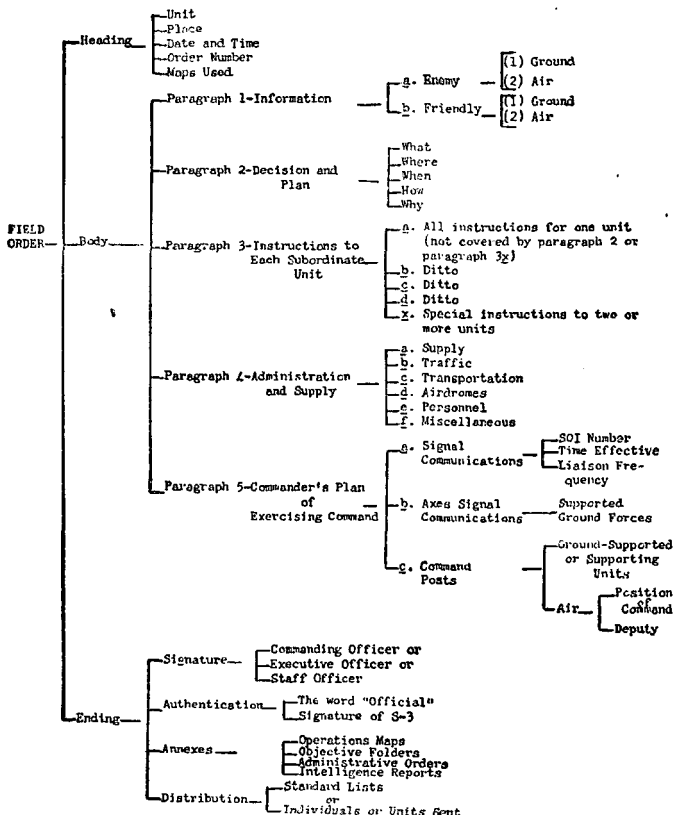 FIELD
ORDER
Heading
Unit
Place
Date and Time
Order Number
Maps Used
Body
Paragraph 1-Information
a. Enemy
(1) Ground
(2) Air
b. Friendly
(1) Ground
(2) Air
Paragraph 2-Decision and
Plan
What
Where
When
How
Why
Paragraph 3-Instructions to
Each Subordinate
Unit
a. All instructions for one unit
(not covered by paragraph 2 or
paragraph 3x)
b. Ditto
c. Ditto
d. Ditto
x. Special instructions to two or
more units
Paragraph 4-Administration
and Supply
a. Supply
b. Traffic
c. Transportation
d. Airdromes
e. Personnel
f. Miscellaneous
Paragraph 5-Commander's Plan
of
Exercising Command
a. Signal
Communications
SOI Number
Time Effective
Liaison Fre-
quency
b. Axes Signal
Communications
Supported
Ground Forces
c. Command
Posts
Ground-Supported
or Supporting
Units
Air
Position
of
Command
Deputy
Ending
Signature
Commanding Officer or
Executive Officer or
Staff Officer
Authentication
The word "Official"
Signature of S-3
Annexes
Operations Maps
Objective Folders
Administrative Orders
Intelligence Reports
Distribution
Standard Lists
or
Individuals or Units Sent